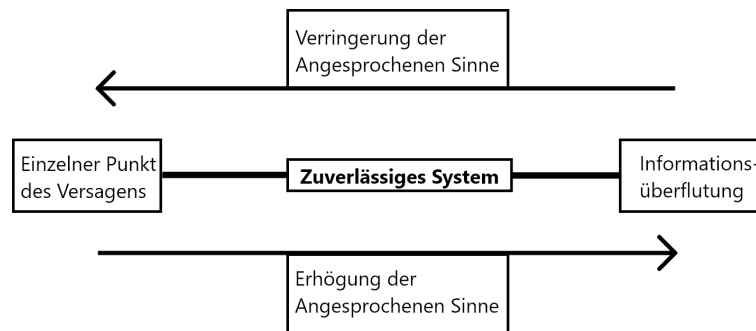 Verringerung der
Angesprochenen Sinne
Einzelner Punkt
des Versagens
Zuverlässiges System
Informations-
überflutung
Erhögung der
Angesprochenen Sinne